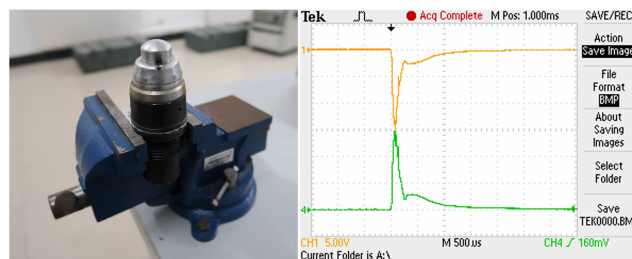 Tek
Acq Complete
M Pos: 1.000ms
SAVE/REC
Action
Save Image
File
Format
BMP
About
Saving
Images
Select
Folder
Save
TEK0000.BM
1
4
CH1 5.00V
M 500us
CH4
160mV
Current Folder is A:\